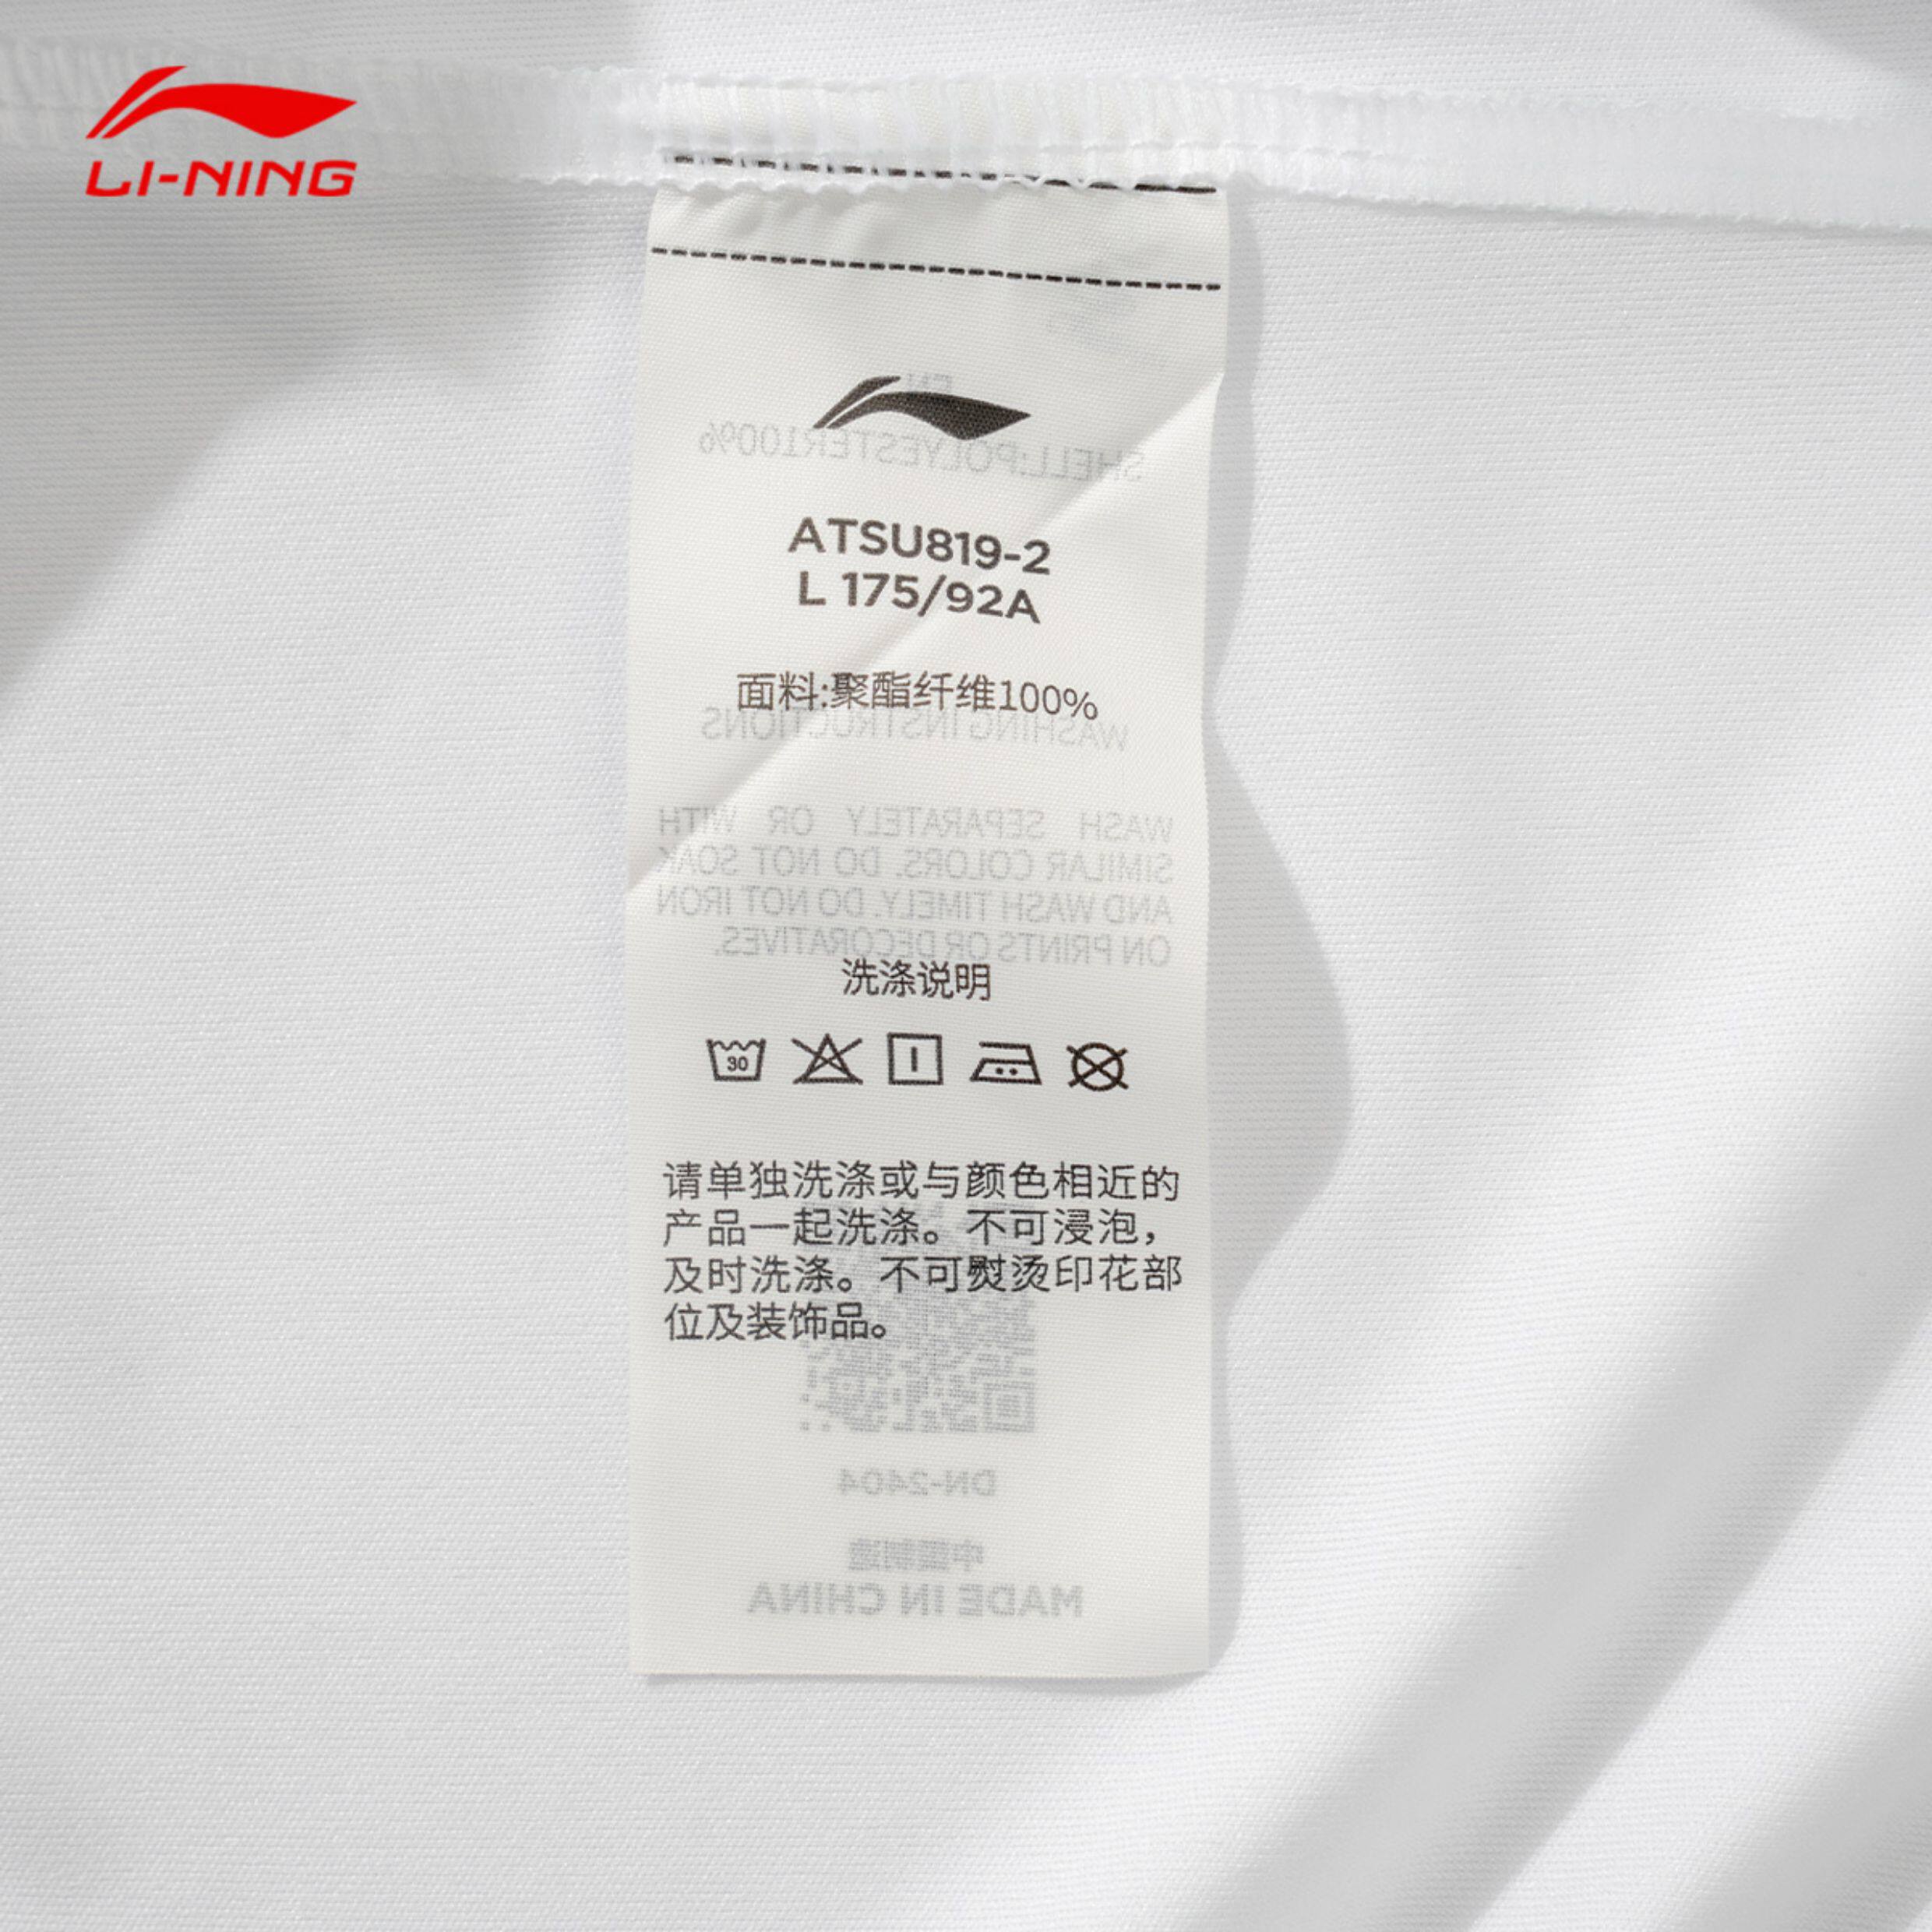 LI-NING
ATSU819-2
L 175/92A
SHELL:POLYESTER100%
面料:聚酯纤维100%
WASHING INSTRUCTIONS
WASH SEPARATELY OR WITH
SIMILAR COLORS. DO NOT SOAK
AND WASH TIMELY. DO NOT IRON
ON PRINTS OR DECORATIVES.
洗涤说明
30
请单独洗涤或与颜色相近的
产品一起洗涤。不可浸泡，
及时洗涤。不可熨烫印花部
位及装饰品。
DN-2404
中国制造
MADE IN CHINA